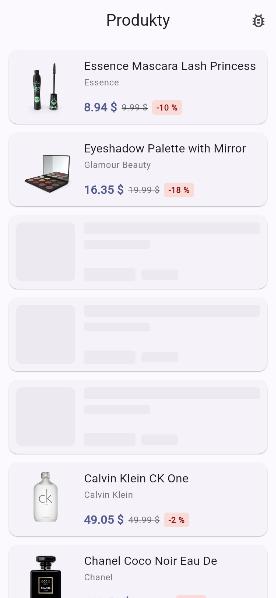 Produkty
Essence Mascara Lash Princess
Essence
8.94 $ 9.99 $ -10 %
Eyeshadow Palette with Mirror
Glamour Beauty
16.35 $ 19.99 $ -18 %
Calvin Klein CK One
Calvin Klein
ck
49.05 $ 49.99 $ -2 %
Chanel Coco Noir Eau De
Chanel